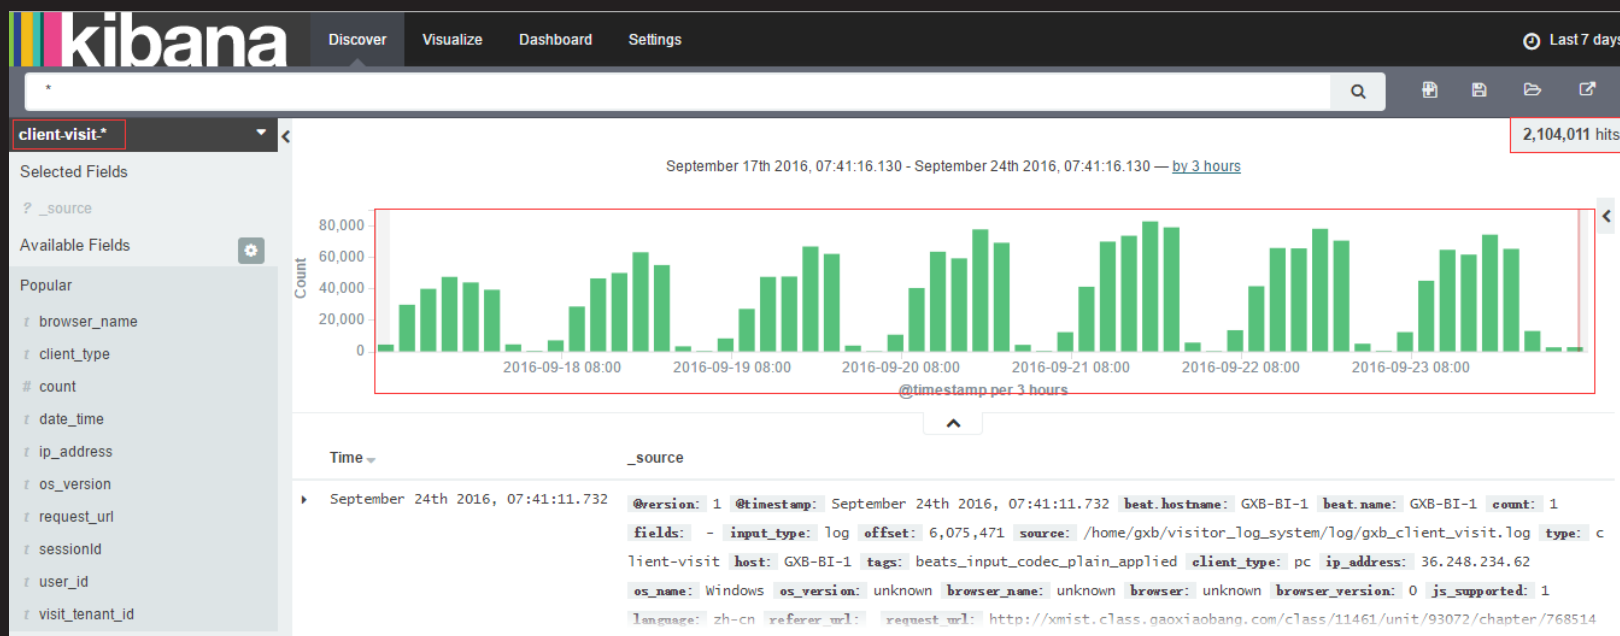 kibana Discover Visualize Dashboard Settings Last 7 days
*
client-visit-*
2,104,011 hits
Selected Fields
September 17th 2016, 07:41:16.130 - September 24th 2016, 07:41:16.130 — by 3 hours
? _source
Available Fields
Popular
t browser_name
t client_type
# count
t date_time
t ip_address
t os_version
t request_url
t sessionId
t user_id
t visit_tenant_id
Count
80,000
60,000
40,000
20,000
0
2016-09-18 08:00 2016-09-19 08:00 2016-09-20 08:00 2016-09-21 08:00 2016-09-22 08:00 2016-09-23 08:00
@timestamp per 3 hours
Time _source
September 24th 2016, 07:41:11.732 @version: 1 @timestamp: September 24th 2016, 07:41:11.732 beat.hostname: GXB-BI-1 beat.name: GXB-BI-1 count: 1
fields: - input_type: log offset: 6,075,471 source: /home/gxb/visitor_log_system/log/gxb_client_visit.log type: c
lient-visit host: GXB-BI-1 tags: beats_input_codec_plain_applied client_type: pc ip_address: 36.248.234.62
os_name: Windows os_version: unknown browser_name: unknown browser: unknown browser_version: 0 js_supported: 1
language: zh-cn referer_url: request_url: http://xmist.class.gaoxiaobang.com/class/11461/unit/93072/chapter/768514